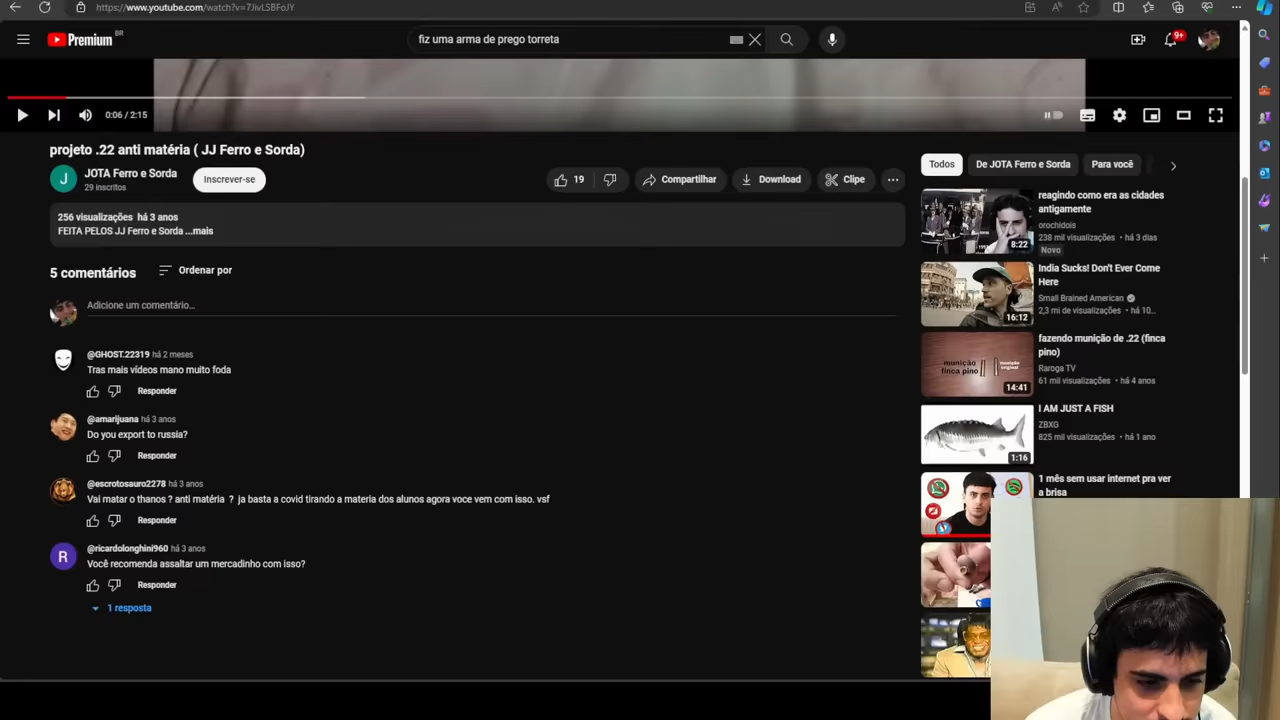 https://www.youtube.com/watch?v=7JivLSBFoJY
Premium BR
fiz uma arma de prego torreta
9+
0:06 / 2:15
projeto .22 anti matéria ( JJ Ferro e Sorda)
J
JOTA Ferro e Sorda
29 inscritos
Inscrever-se
19
Compartilhar
Download
Clipe
256 visualizações há 3 anos
FEITA PELOS JJ Ferro e Sorda ...mais
5 comentários
Ordenar por
Adicione um comentário...
@GHOST.22319 há 2 meses
Tras mais vídeos mano muito foda
Responder
@amarijuana há 3 anos
Do you export to russia?
Responder
@escrotosauro2278 há 3 anos
Vai matar o thanos ? anti matéria ? ja basta a covid tirando a materia dos alunos agora voce vem com isso. vsf
Responder
R
@ricardolonghini960 há 3 anos
Você recomenda assaltar um mercadinho com isso?
Responder
1 resposta
Todos
De JOTA Ferro e Sorda
Para você
reagindo como era as cidades
antigamente
orochidois
238 mil visualizações • há 3 dias
Novo
8:22
India Sucks! Don't Ever Come
Here
Small Brained American
2,3 mi de visualizações • há 10...
16:12
fazendo munição de .22 (finca
pino)
Raroga TV
61 mil visualizações • há 4 anos
munição
finca pino
munição
original
14:41
I AM JUST A FISH
ZBXG
825 mil visualizações • há 1 ano
1:16
1 mês sem usar internet pra ver
a brisa